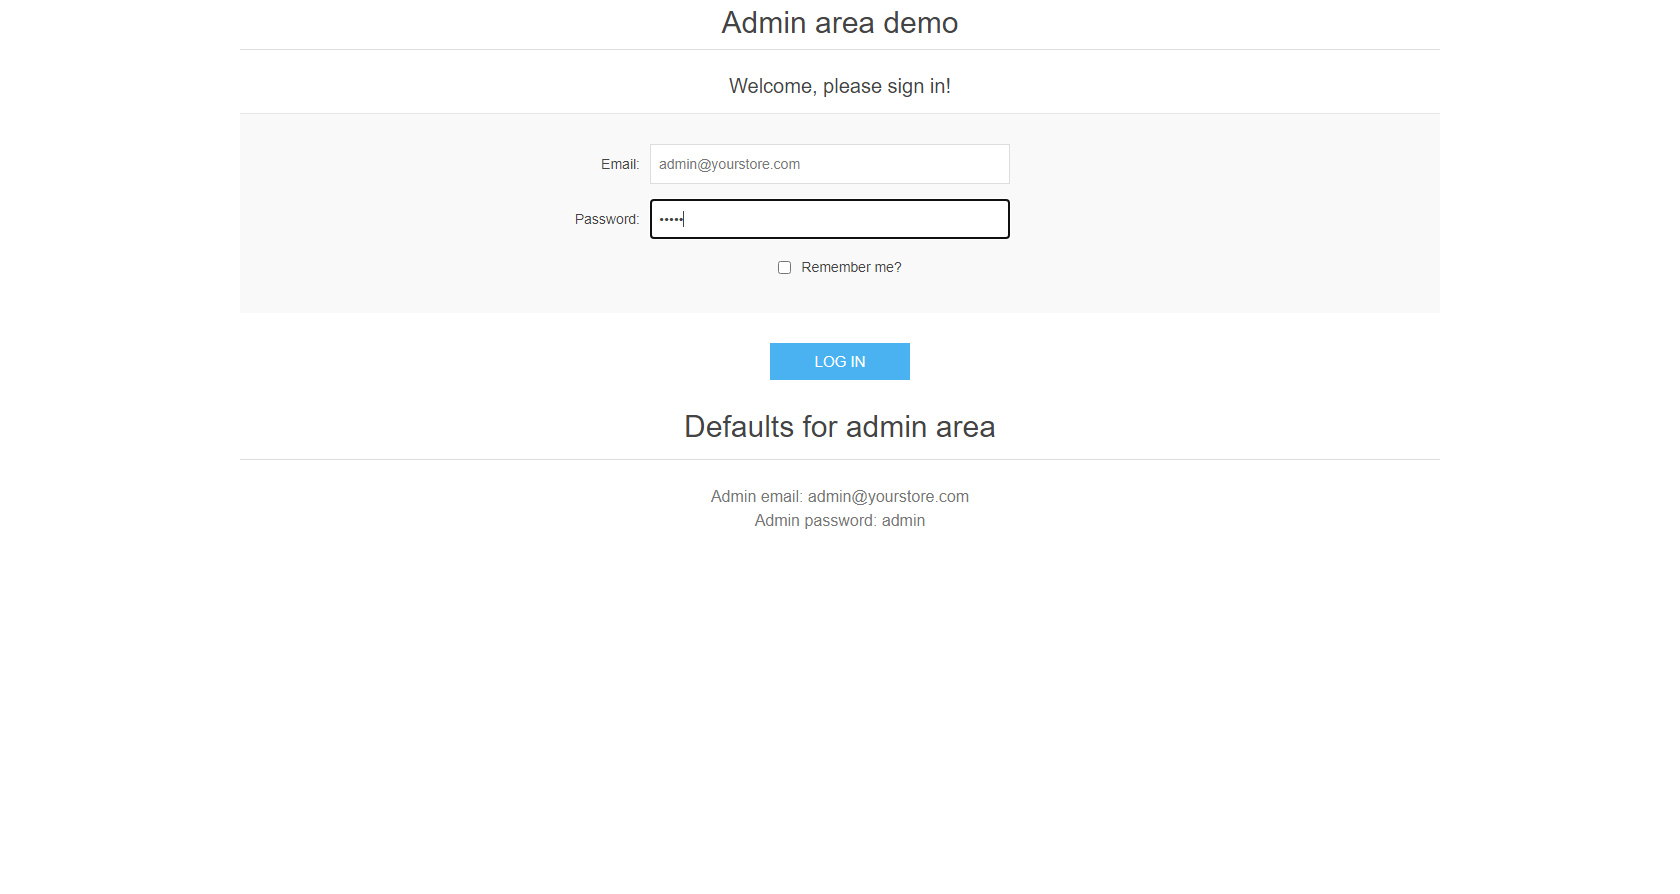 Admin area demo
Welcome, please sign in!
Email: admin@yourstore.com
Password: •••••
Remember me?
LOG IN
Defaults for admin area
Admin email: admin@yourstore.com
Admin password: admin